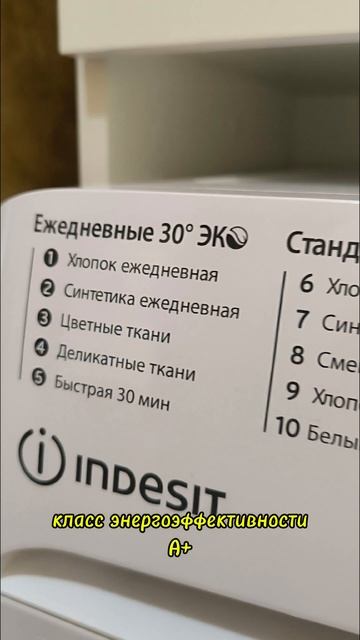 Ежедневные 30° ЭКО
1 Хлопок ежедневная
2 Синтетика ежедневная
3 Цветные ткани
4 Деликатные ткани
5 Быстрая 30 мин
Станд
6 Хло
7 Син
8 Сме
9 Хлоп
10 Белы
INDESIT
класс энергоэффективности
А+